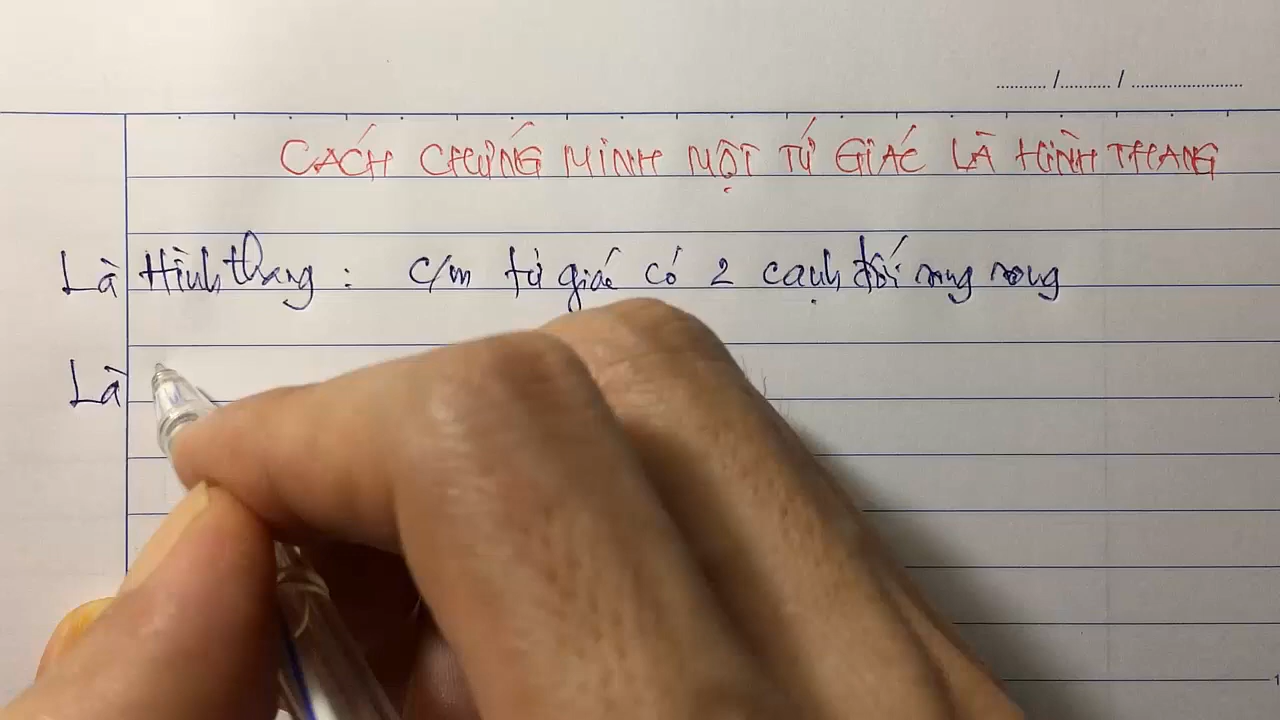 ....../....../............
CÁCH CHỨNG MINH MỘT TỨ GIÁC LÀ HÌNH THANG
Là Hình thang : C/m tứ giác có 2 cạnh đối song song
Là